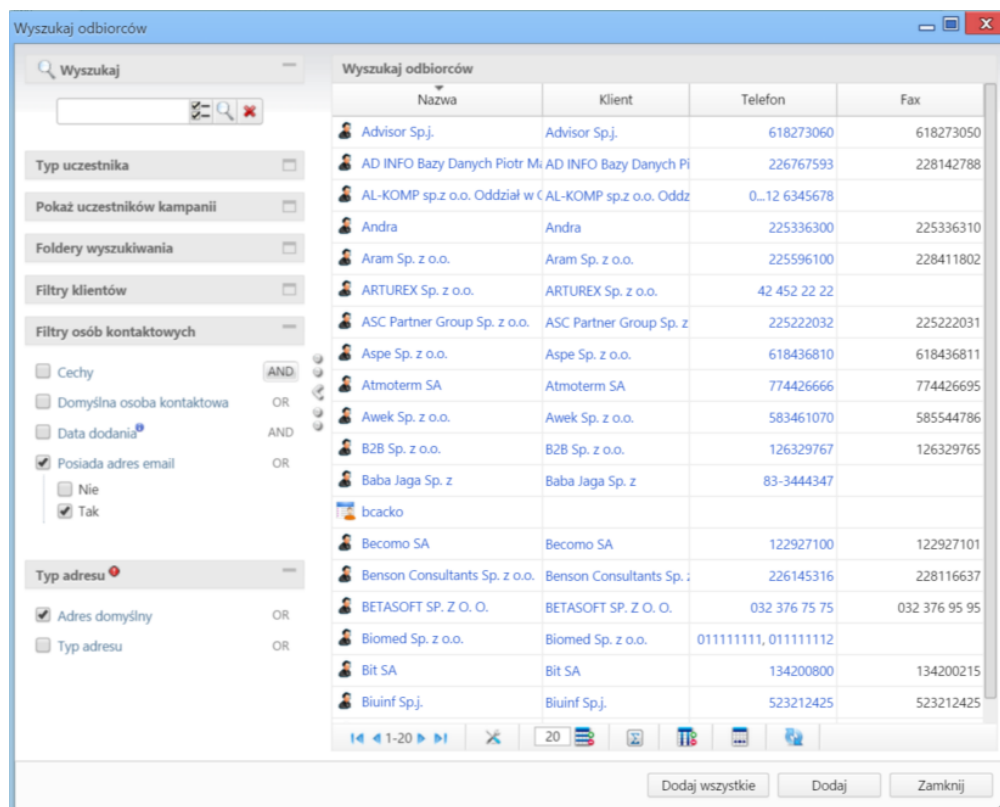 Wyszukaj odbiorców
Wyszukaj
Typ uczestnika
Pokaż uczestników kampanii
Foldery wyszukiwania
Filtry klientów
Filtry osób kontaktowych
Cechy AND
Domyślna osoba kontaktowa OR
Data dodania AND
Posiada adres email OR
Nie
Tak
Typ adresu
Adres domyślny OR
Typ adresu OR
Wyszukaj odbiorców
Nazwa Klient Telefon Fax
Advisor Sp.j. Advisor Sp.j. 618273060 618273050
AD INFO Bazy Danych Piotr Ma AD INFO Bazy Danych Pi 226767593 228142788
AL-KOMP sp.z o.o. Oddział w AL-KOMP sp.z o.o. Oddz 0...12 6345678
Andra Andra 225336300 225336310
Aram Sp. z o.o. Aram Sp. z o.o. 225596100 228411802
ARTUREX Sp. z o.o. ARTUREX Sp. z o.o. 42 452 22 22
ASC Partner Group Sp. z o.o. ASC Partner Group Sp. z 225222032 225222031
Aspe Sp. z o.o. Aspe Sp. z o.o. 618436810 618436811
Atmoterm SA Atmoterm SA 774426666 774426695
Awek Sp. z o.o. Awek Sp. z o.o. 583461070 585544786
B2B Sp. z o.o. B2B Sp. z o.o. 126329767 126329765
Baba Jaga Sp. z Baba Jaga Sp. z 83-3444347
bcacko
Becomo SA Becomo SA 122927100 122927101
Benson Consultants Sp. z o.o. Benson Consultants Sp. 226145316 228116637
BETASOFT SP. Z O. O. BETASOFT SP. Z O. O. 032 376 75 75 032 376 95 95
Biomed Sp. z o.o. Biomed Sp. z o.o. 011111111, 011111112
Bit SA Bit SA 134200800 134200215
Biuinf Sp.j. Biuinf Sp.j. 523212425 523212425
1-20 20
Dodaj wszystkie Dodaj Zamknij